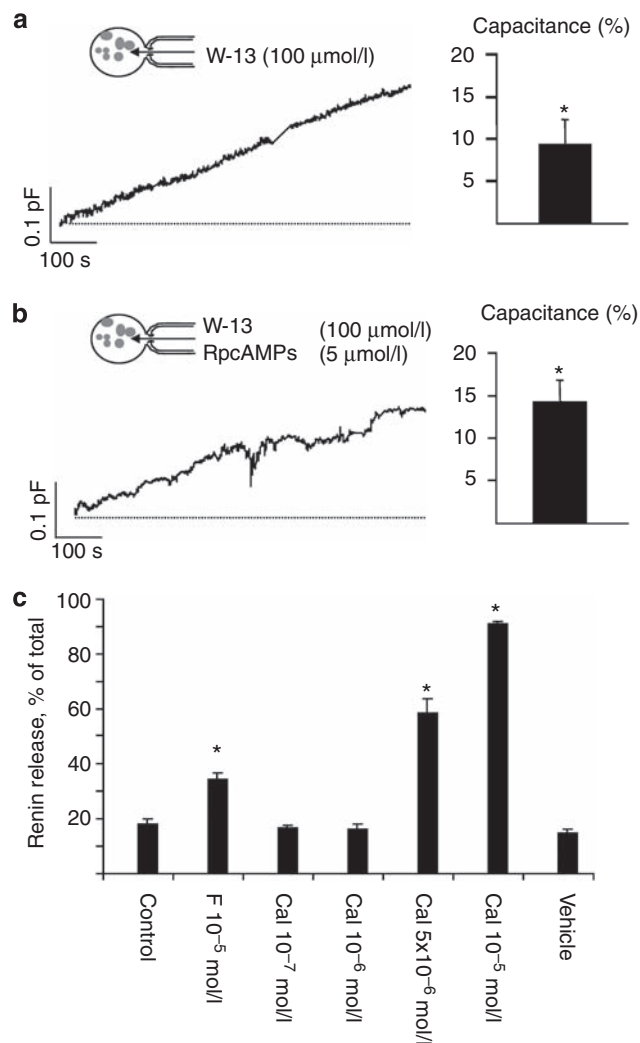 a
W-13 (100 μmol/l)
Capacitance (%)
20
15
10
5
*
0.1 pF
100 s
b
W-13 (100 μmol/l)
RpcAMPs (5 μmol/l)
Capacitance (%)
20
15
10
5
*
0.1 pF
100 s
c
Renin release, % of total
100
80
60
40
20
*
*
*
Control
F 10⁻⁵ mol/l
Cal 10⁻⁷ mol/l
Cal 10⁻⁶ mol/l
Cal 5x10⁻⁶ mol/l
Cal 10⁻⁵ mol/l
Vehicle